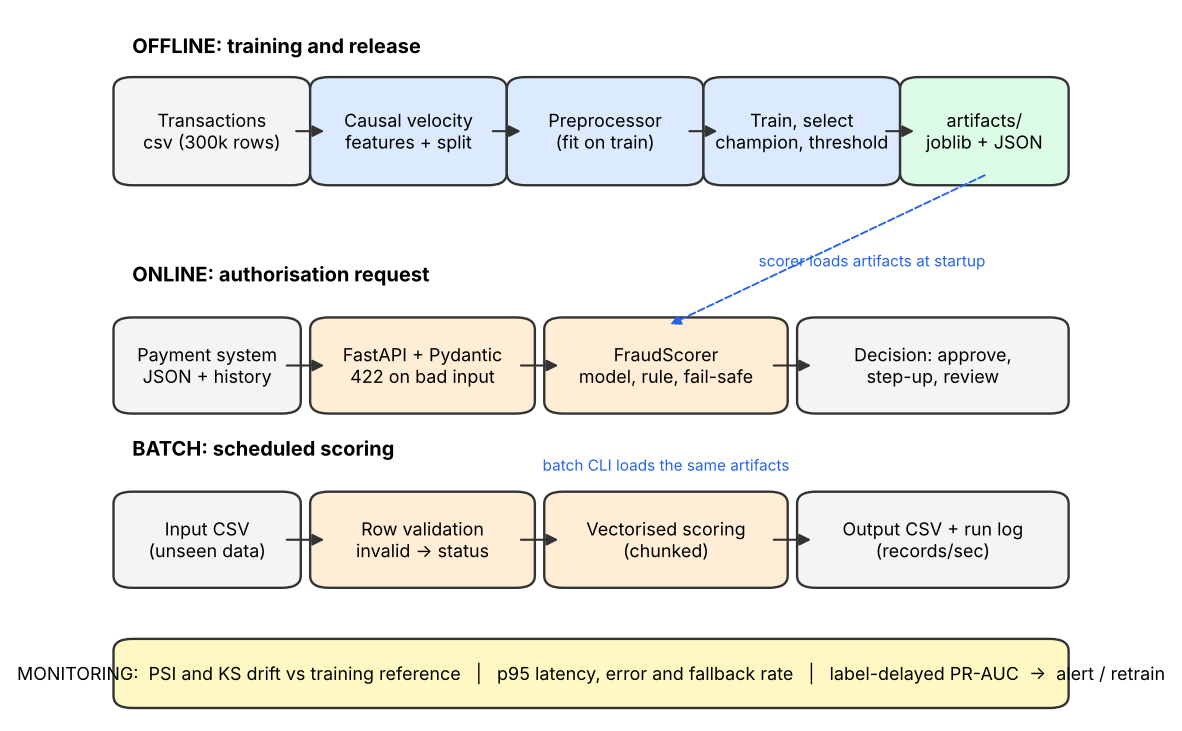 OFFLINE: training and release
Transactions
csv (300k rows)
Causal velocity
features + split
Preprocessor
(fit on train)
Train, select
champion, threshold
artifacts/
joblib + JSON
scorer loads artifacts at startup
ONLINE: authorisation request
Payment system
JSON + history
FastAPI + Pydantic
422 on bad input
FraudScorer
model, rule, fail-safe
Decision: approve,
step-up, review
BATCH: scheduled scoring
batch CLI loads the same artifacts
Input CSV
(unseen data)
Row validation
invalid → status
Vectorised scoring
(chunked)
Output CSV + run log
(records/sec)
MONITORING: PSI and KS drift vs training reference | p95 latency, error and fallback rate | label-delayed PR-AUC → alert / retrain